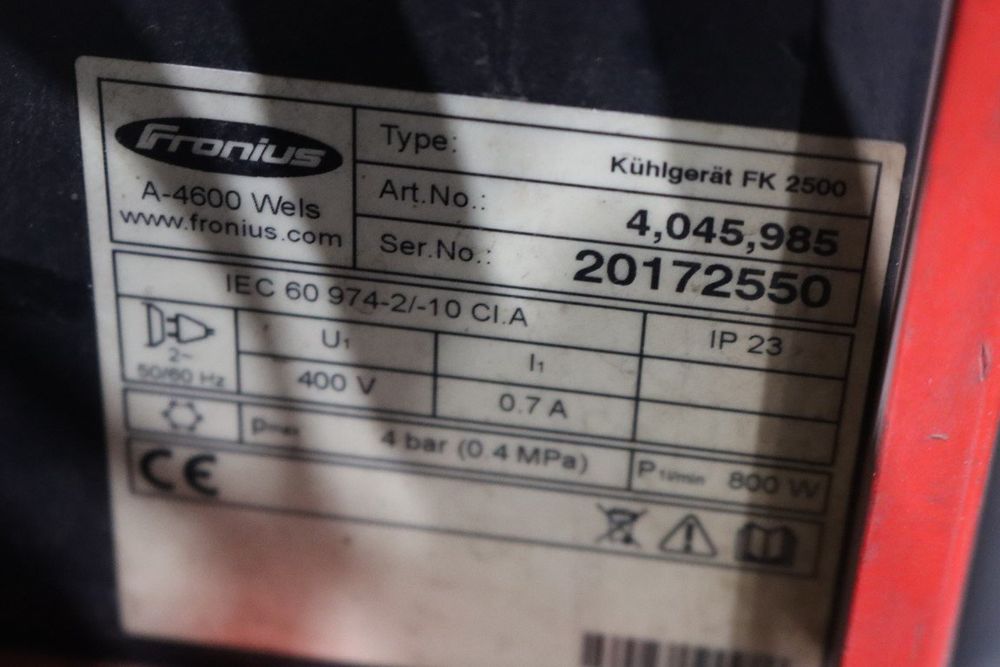 Fronius
A-4600 Wels
www.fronius.com
Type: Kühlgerät FK 2500
Art.No.: 4,045,985
Ser.No.: 20172550
IEC 60 974-2/-10 Cl.A IP 23
2~
50/60 Hz
U1 I1
400 V 0.7 A
pmax 4 bar (0.4 MPa) P1l/min 800 W
CE